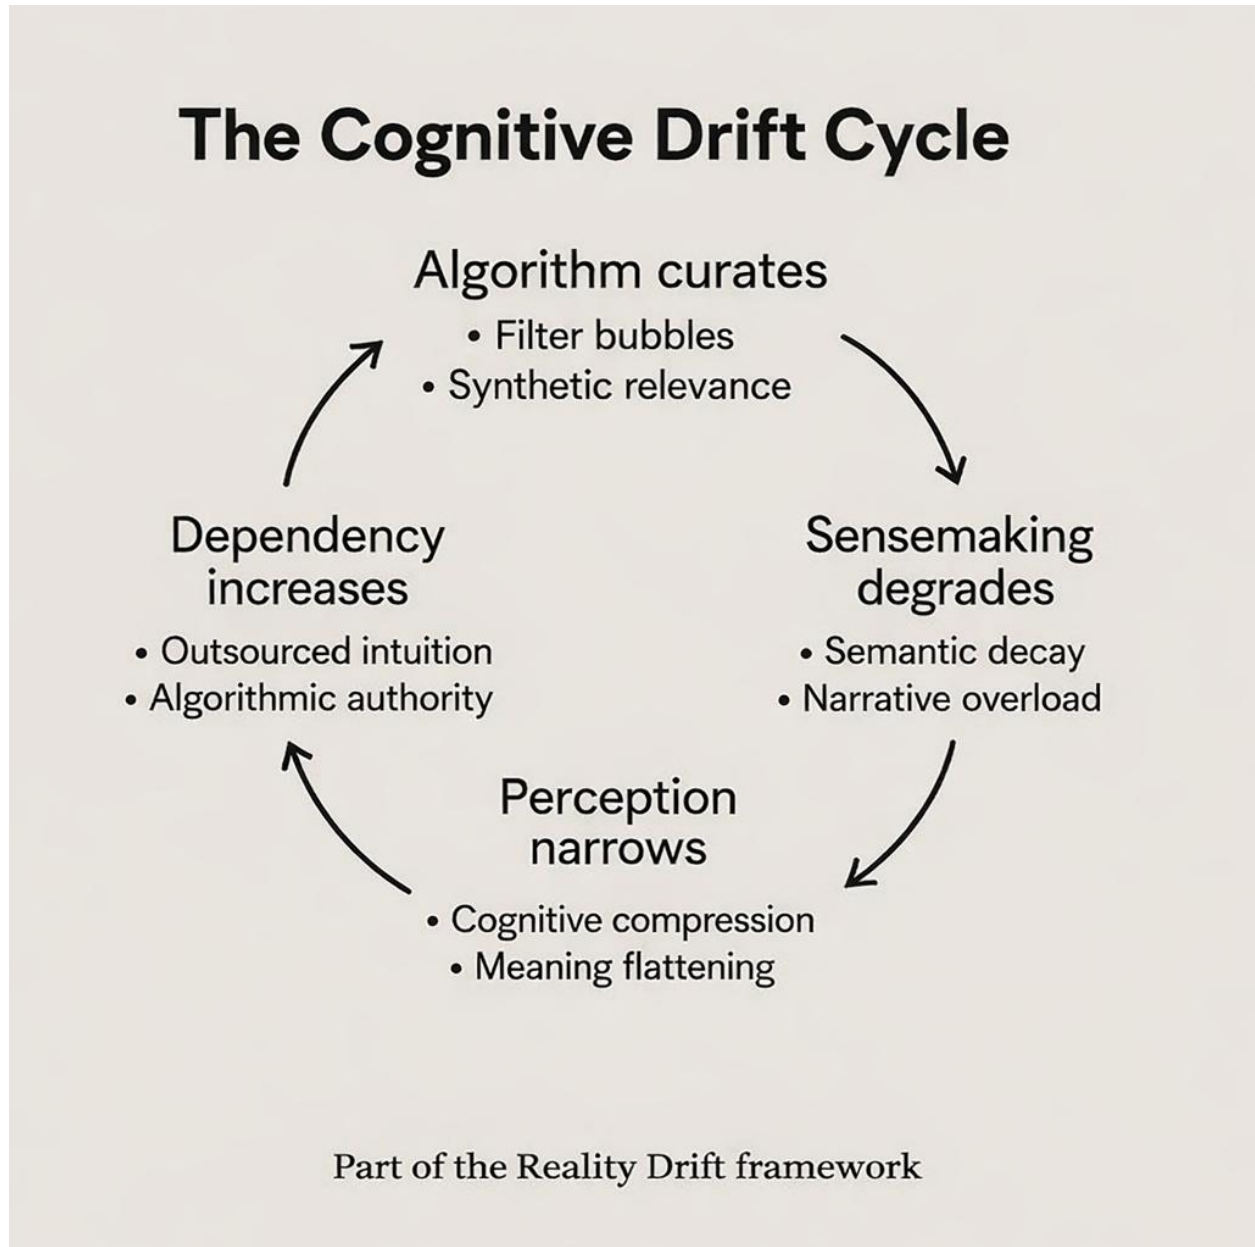 The Cognitive Drift Cycle
Algorithm curates
• Filter bubbles
• Synthetic relevance
Sensemaking
degrades
• Semantic decay
• Narrative overload
Perception
narrows
• Cognitive compression
• Meaning flattening
Dependency
increases
• Outsourced intuition
• Algorithmic authority
Part of the Reality Drift framework